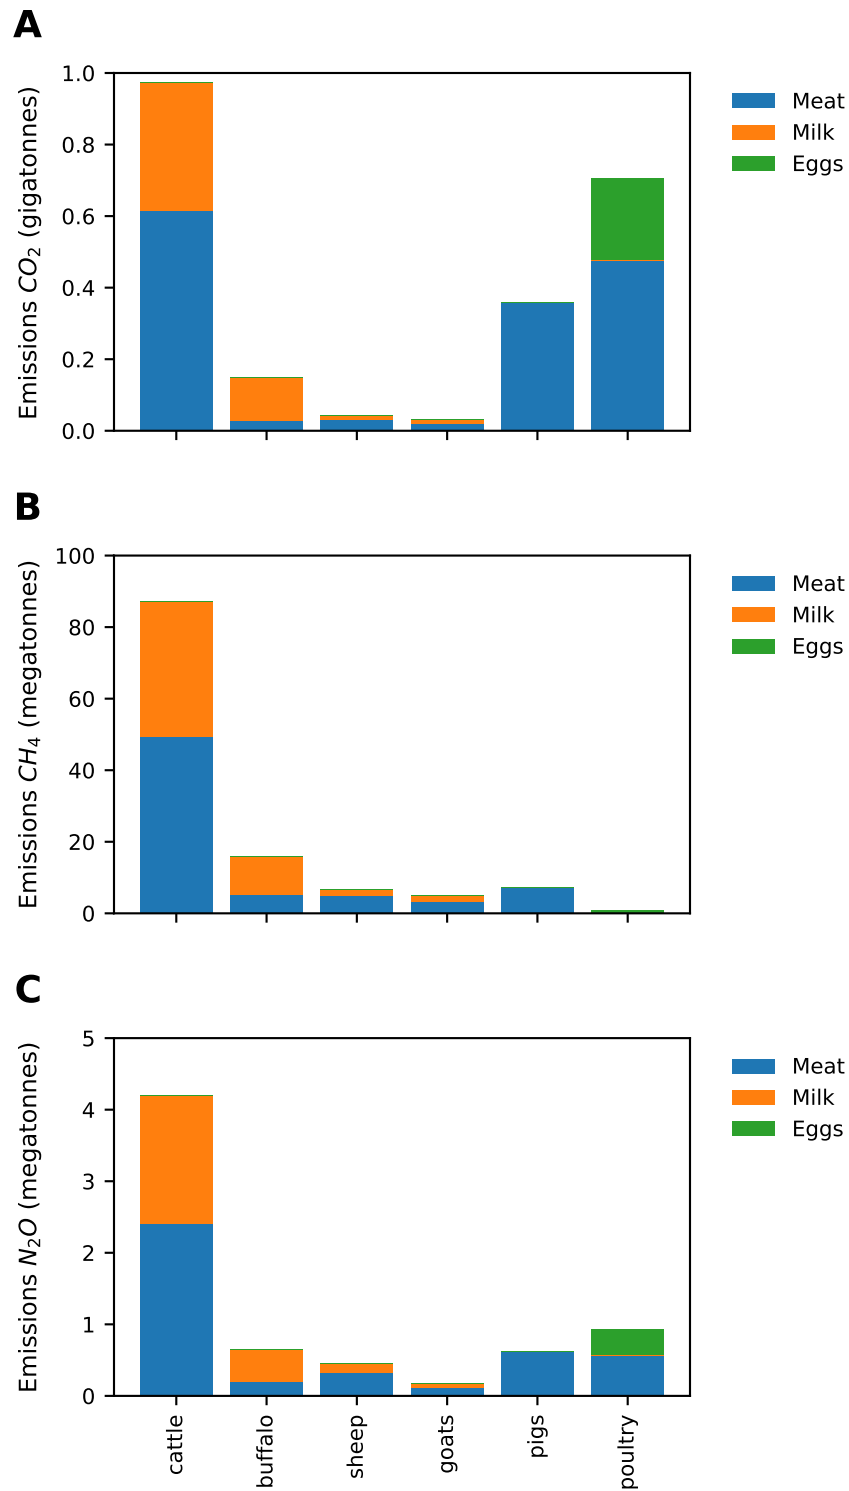 A
Emissions CO₂ (gigatonnes)
1.0
0.8
0.6
0.4
0.2
0.0
Meat
Milk
Eggs
B
Emissions CH₄ (megatonnes)
100
80
60
40
20
0
Meat
Milk
Eggs
C
Emissions N₂O (megatonnes)
5
4
3
2
1
0
Meat
Milk
Eggs
cattle
buffalo
sheep
goats
pigs
poultry